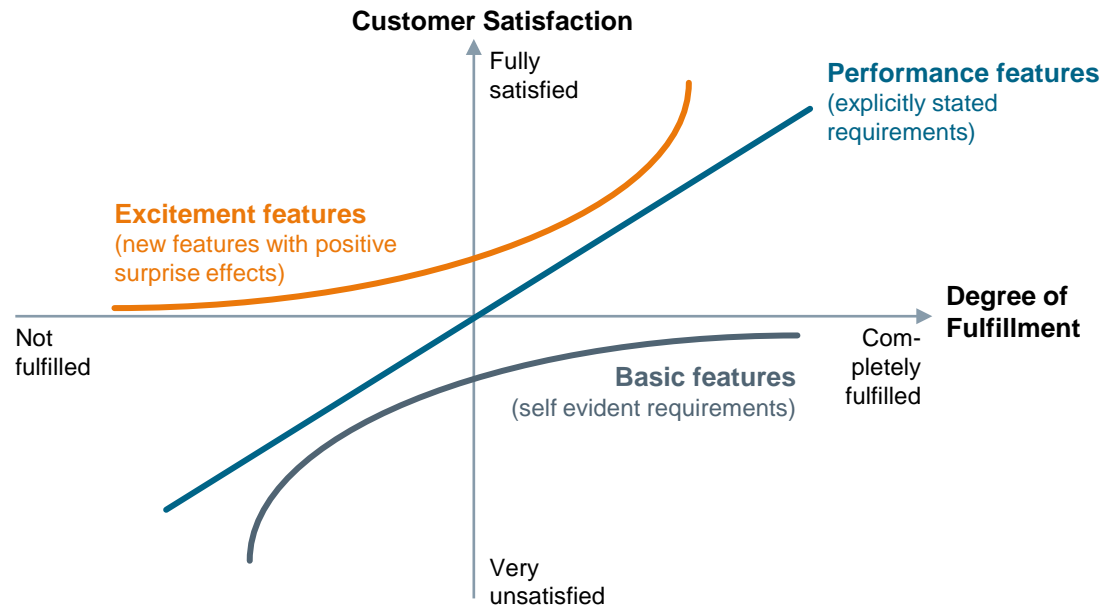 Customer Satisfaction
Fully
satisfied
Performance features
(explicitly stated
requirements)
Excitement features
(new features with positive
surprise effects)
Degree of
Fulfillment
Not
fulfilled
Com-
pletely
fulfilled
Basic features
(self evident requirements)
Very
unsatisfied